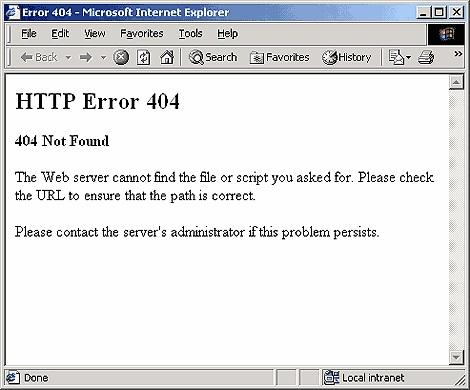 Error 404 - Microsoft Internet Explorer
File Edit View Favorites Tools Help
Back Search Favorites History
HTTP Error 404
404 Not Found
The Web server cannot find the file or script you asked for. Please check
the URL to ensure that the path is correct.
Please contact the server's administrator if this problem persists.
Done Local intranet